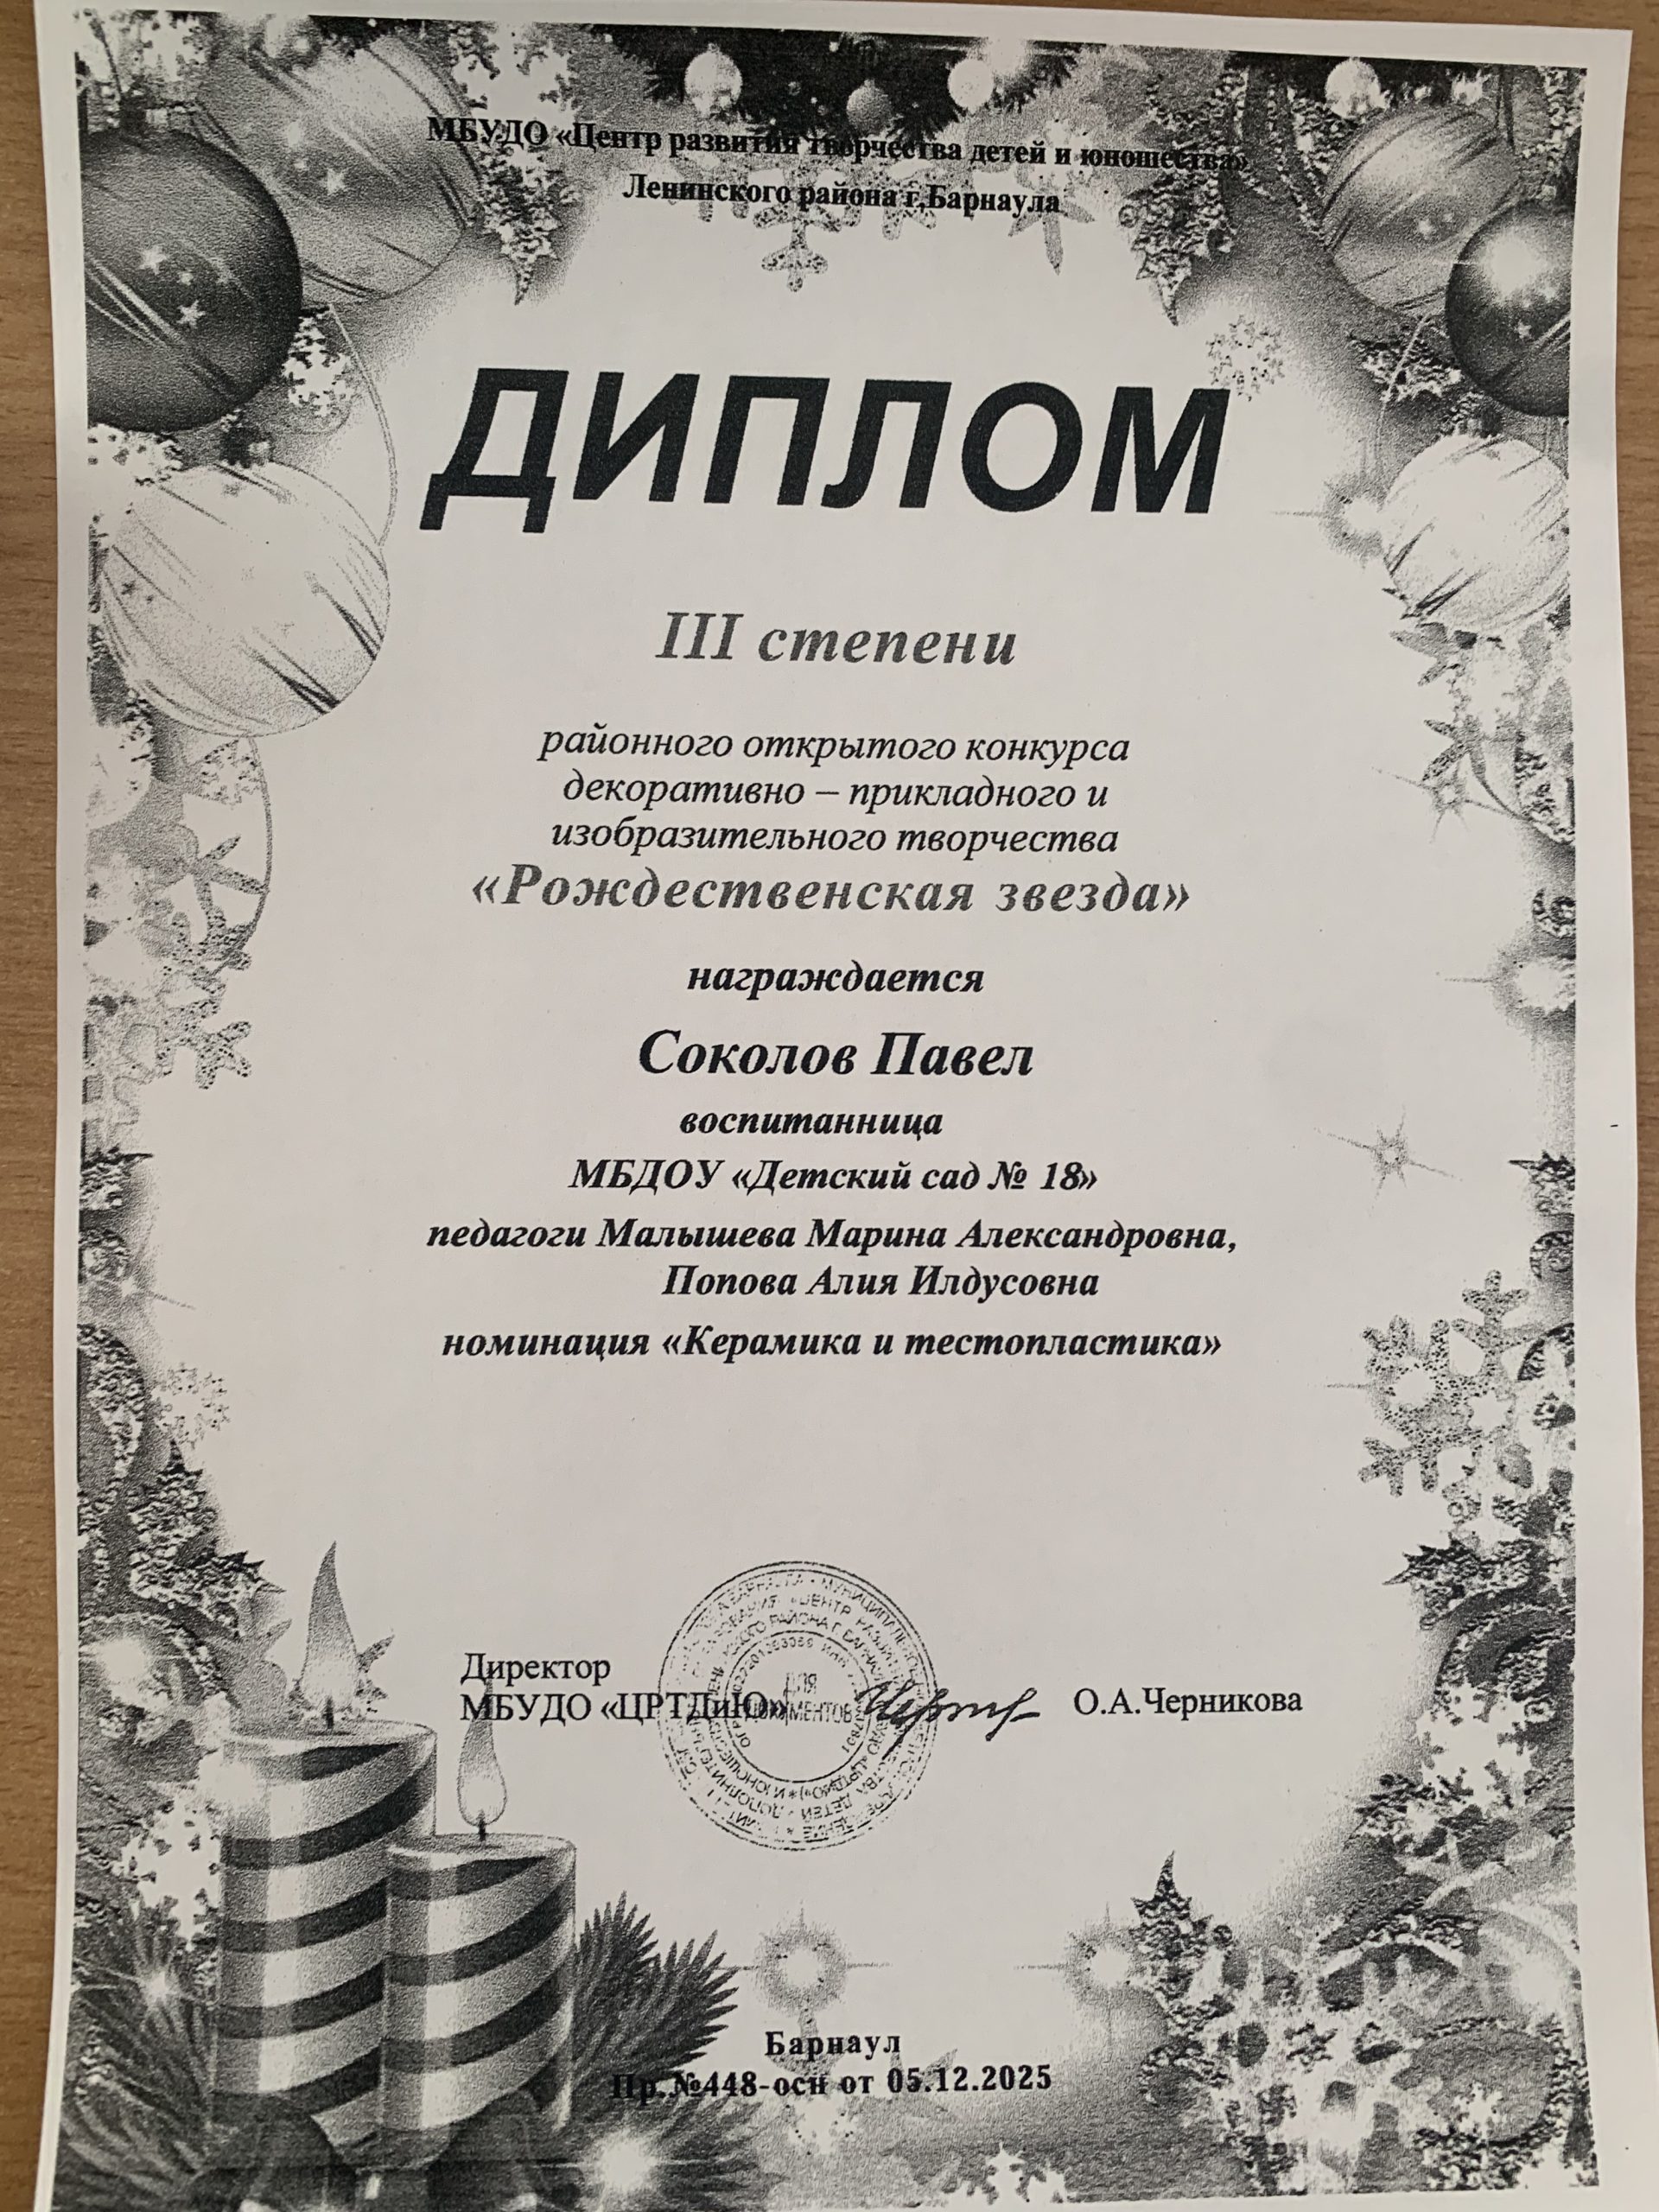 МБУДО «Центр развития творчества детей и юношества»
Ленинского района г.Барнаула
ДИПЛОМ
III степени
районного открытого конкурса
декоративно – прикладного и
изобразительного творчества
«Рождественская звезда»
награждается
Соколов Павел
воспитанница
МБДОУ «Детский сад № 18»
педагоги Малышева Марина Александровна,
Попова Алия Илдусовна
номинация «Керамика и тестопластика»
Директор
МБУДО «ЦРТДиЮ» О.А.Черникова
ДЛЯ
ДОКУМЕНТОВ
Барнаул
Пр.№448-осн от 05.12.2025